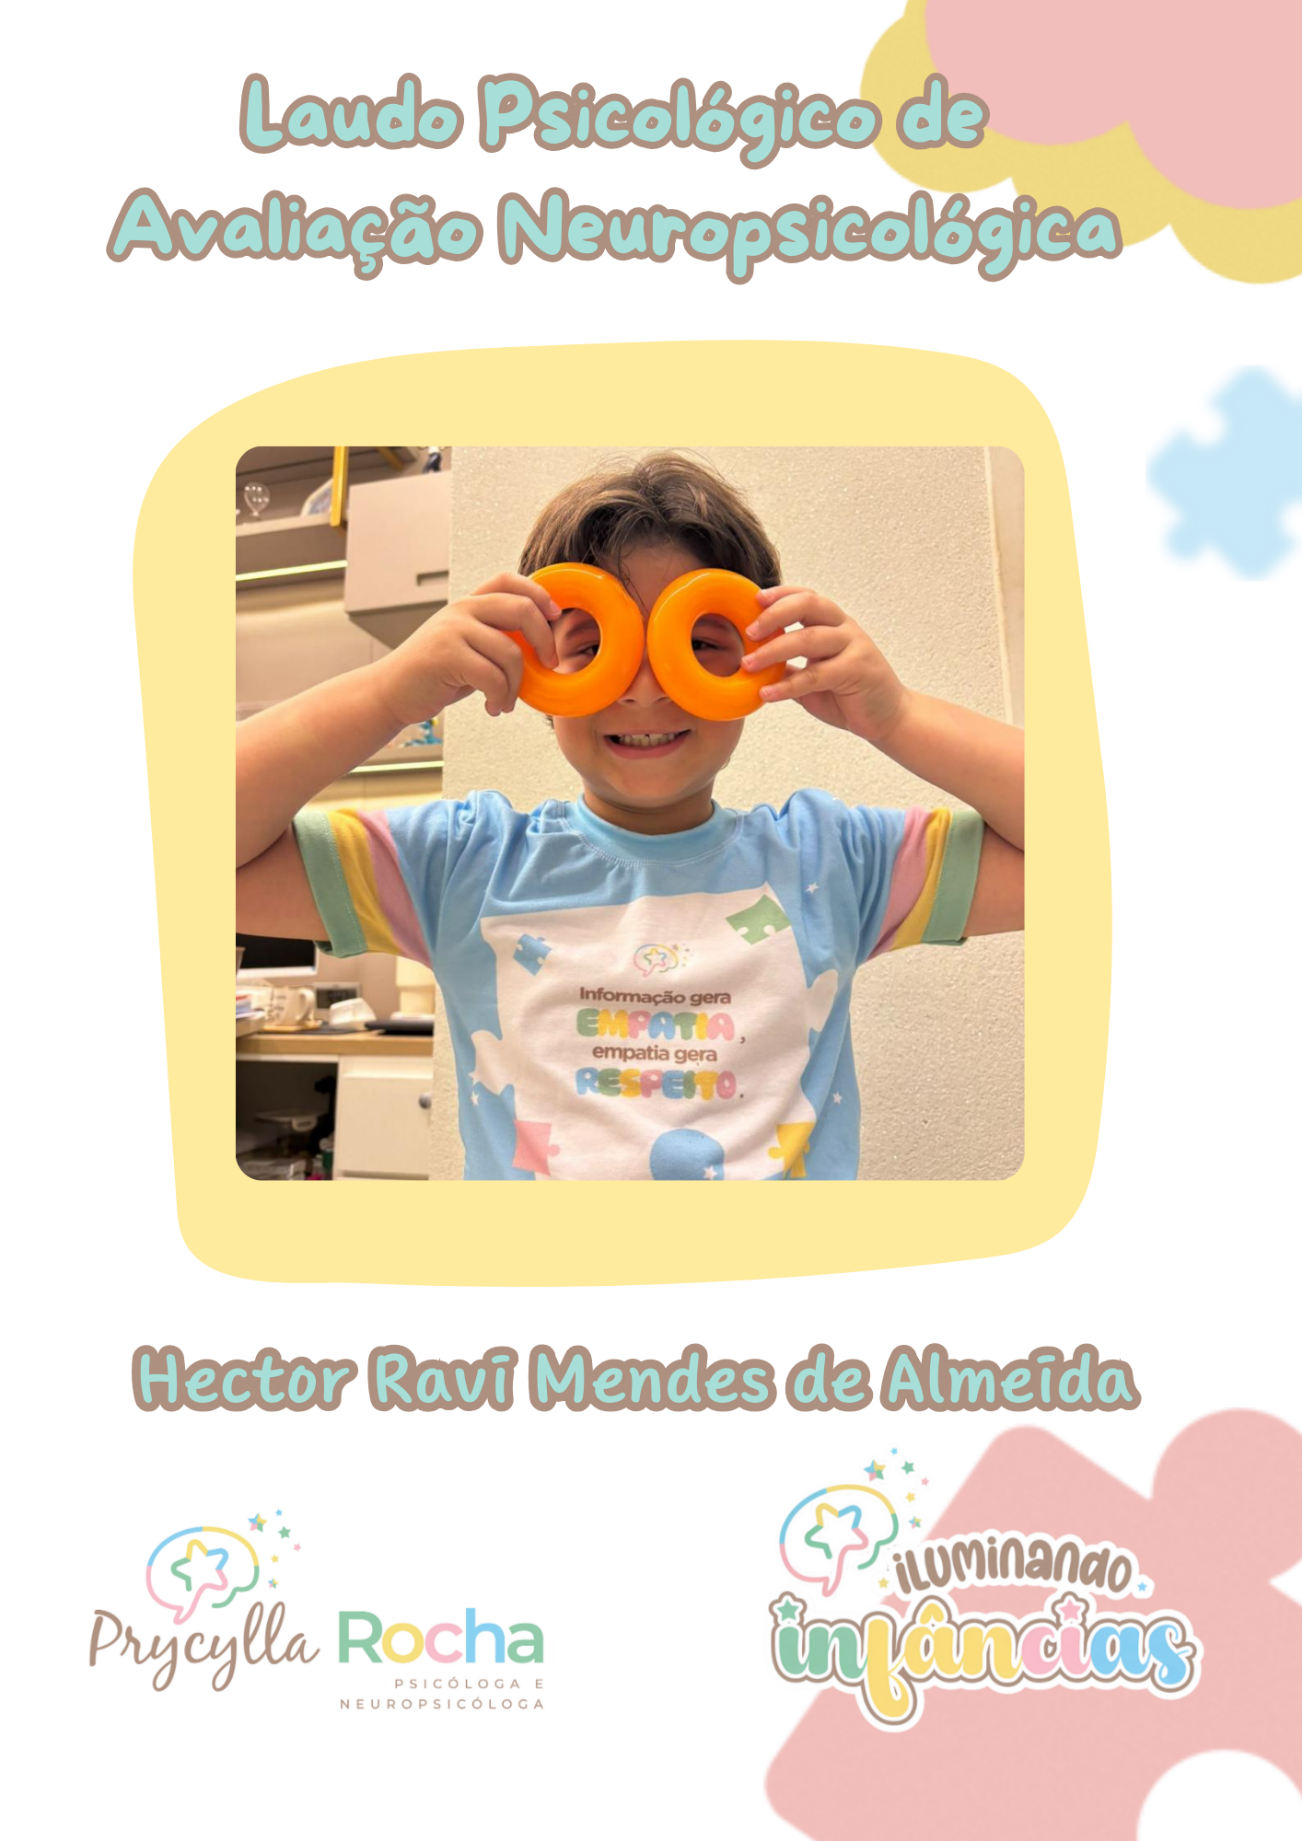 Laudo Psicológico de
Avaliação Neuropsicológica
Informação gera
EMPATIA,
empatia gera
RESPEITO.
Hector Ravi Mendes de Almeida
Prycylla Rocha
PSICÓLOGA E
NEUROPSICÓLOGA
iluminando
infâncias